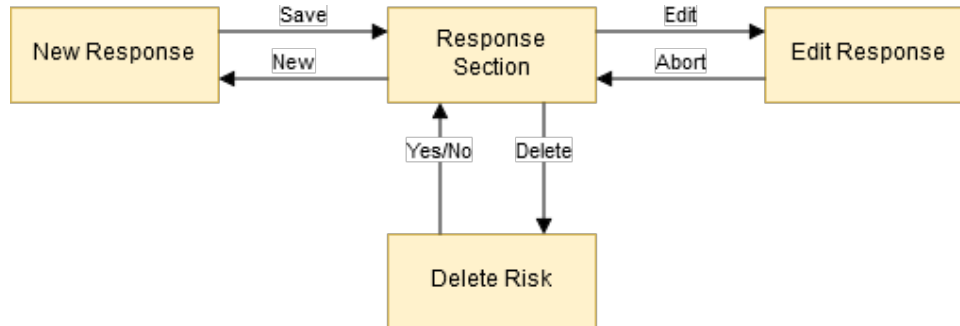 Save
Edit
New Response
Response
Section
Edit Response
New
Abort
Yes/No
Delete
Delete Risk